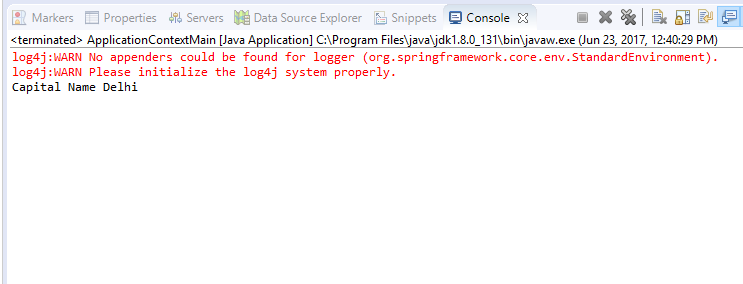 Markers Properties Servers Data Source Explorer Snippets Console
<terminated> ApplicationContextMain [Java Application] C:\Program Files\java\jdk1.8.0_131\bin\javaw.exe (Jun 23, 2017, 12:40:29 PM)
log4j:WARN No appenders could be found for logger (org.springframework.core.env.StandardEnvironment).
log4j:WARN Please initialize the log4j system properly.
Capital Name Delhi